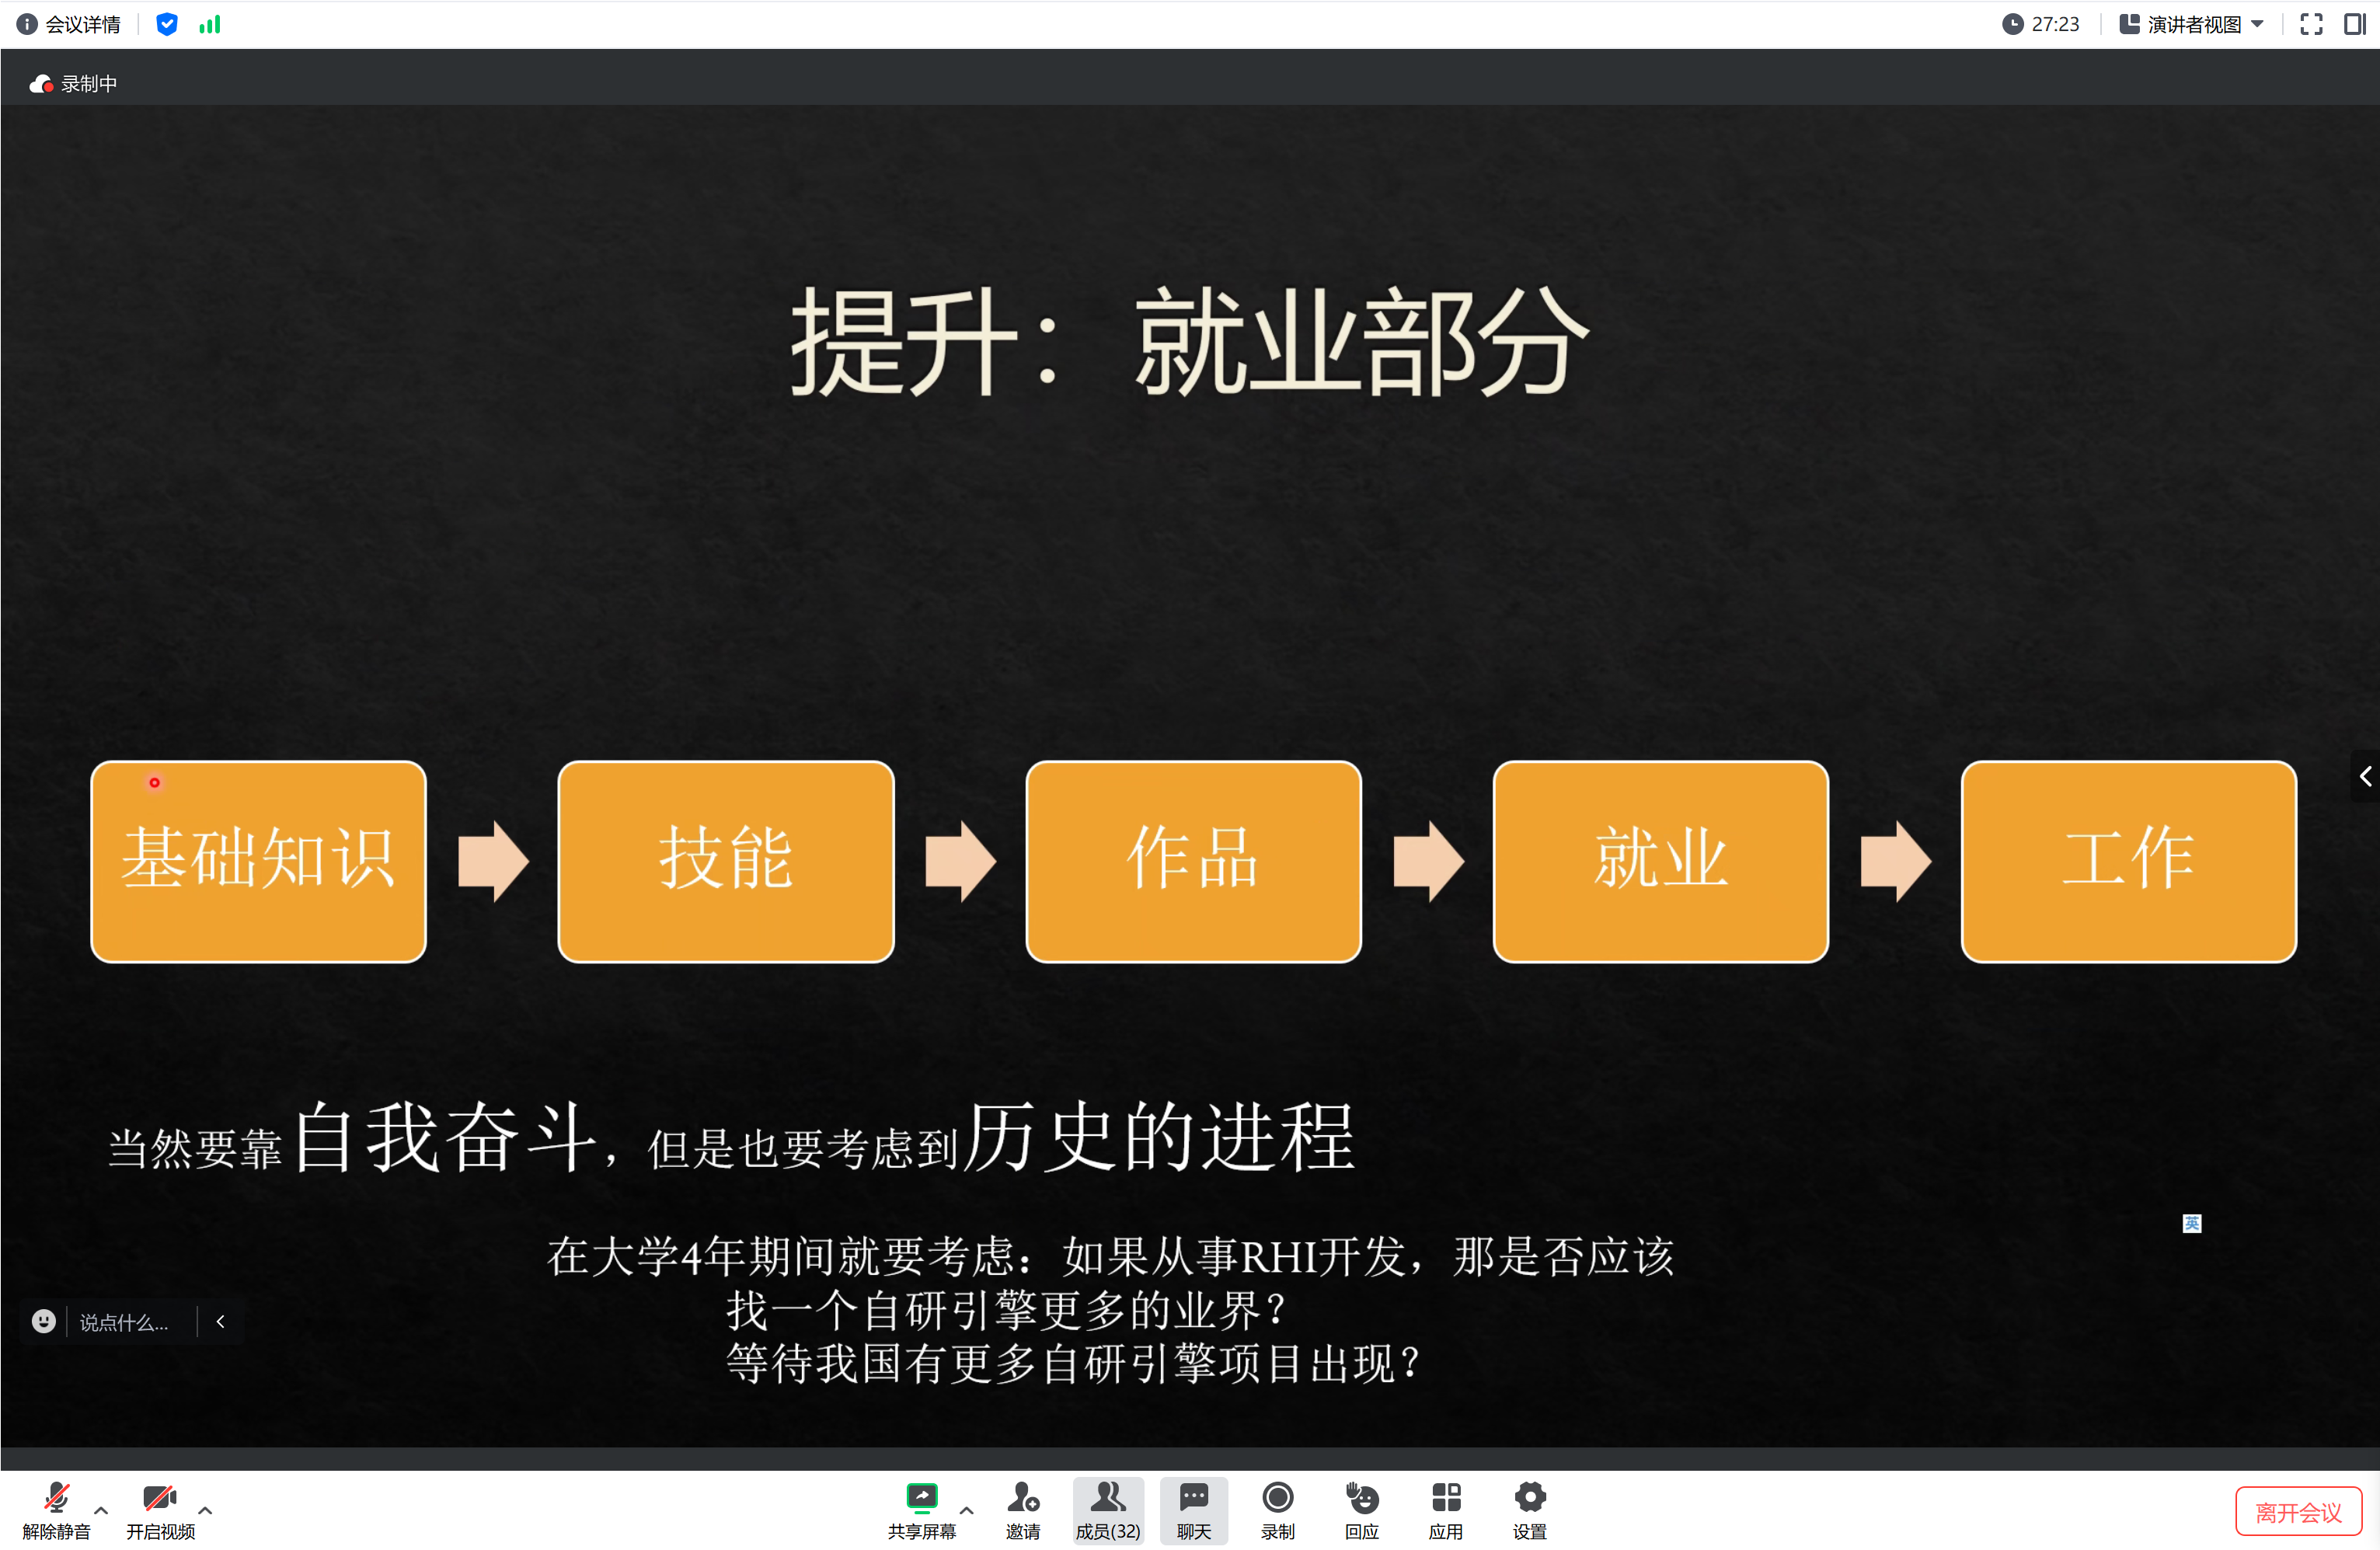 会议详情
27:23
演讲者视图
录制中
提升：就业部分
基础知识
技能
作品
就业
工作
当然要靠自我奋斗，但是也要考虑到历史的进程
在大学4年期间就要考虑：如果从事RHI开发，那是否应该
找一个自研引擎更多的业界？
等待我国有更多自研引擎项目出现？
英
说点什么...
解除静音
开启视频
共享屏幕
邀请
成员(32)
聊天
录制
回应
应用
设置
离开会议